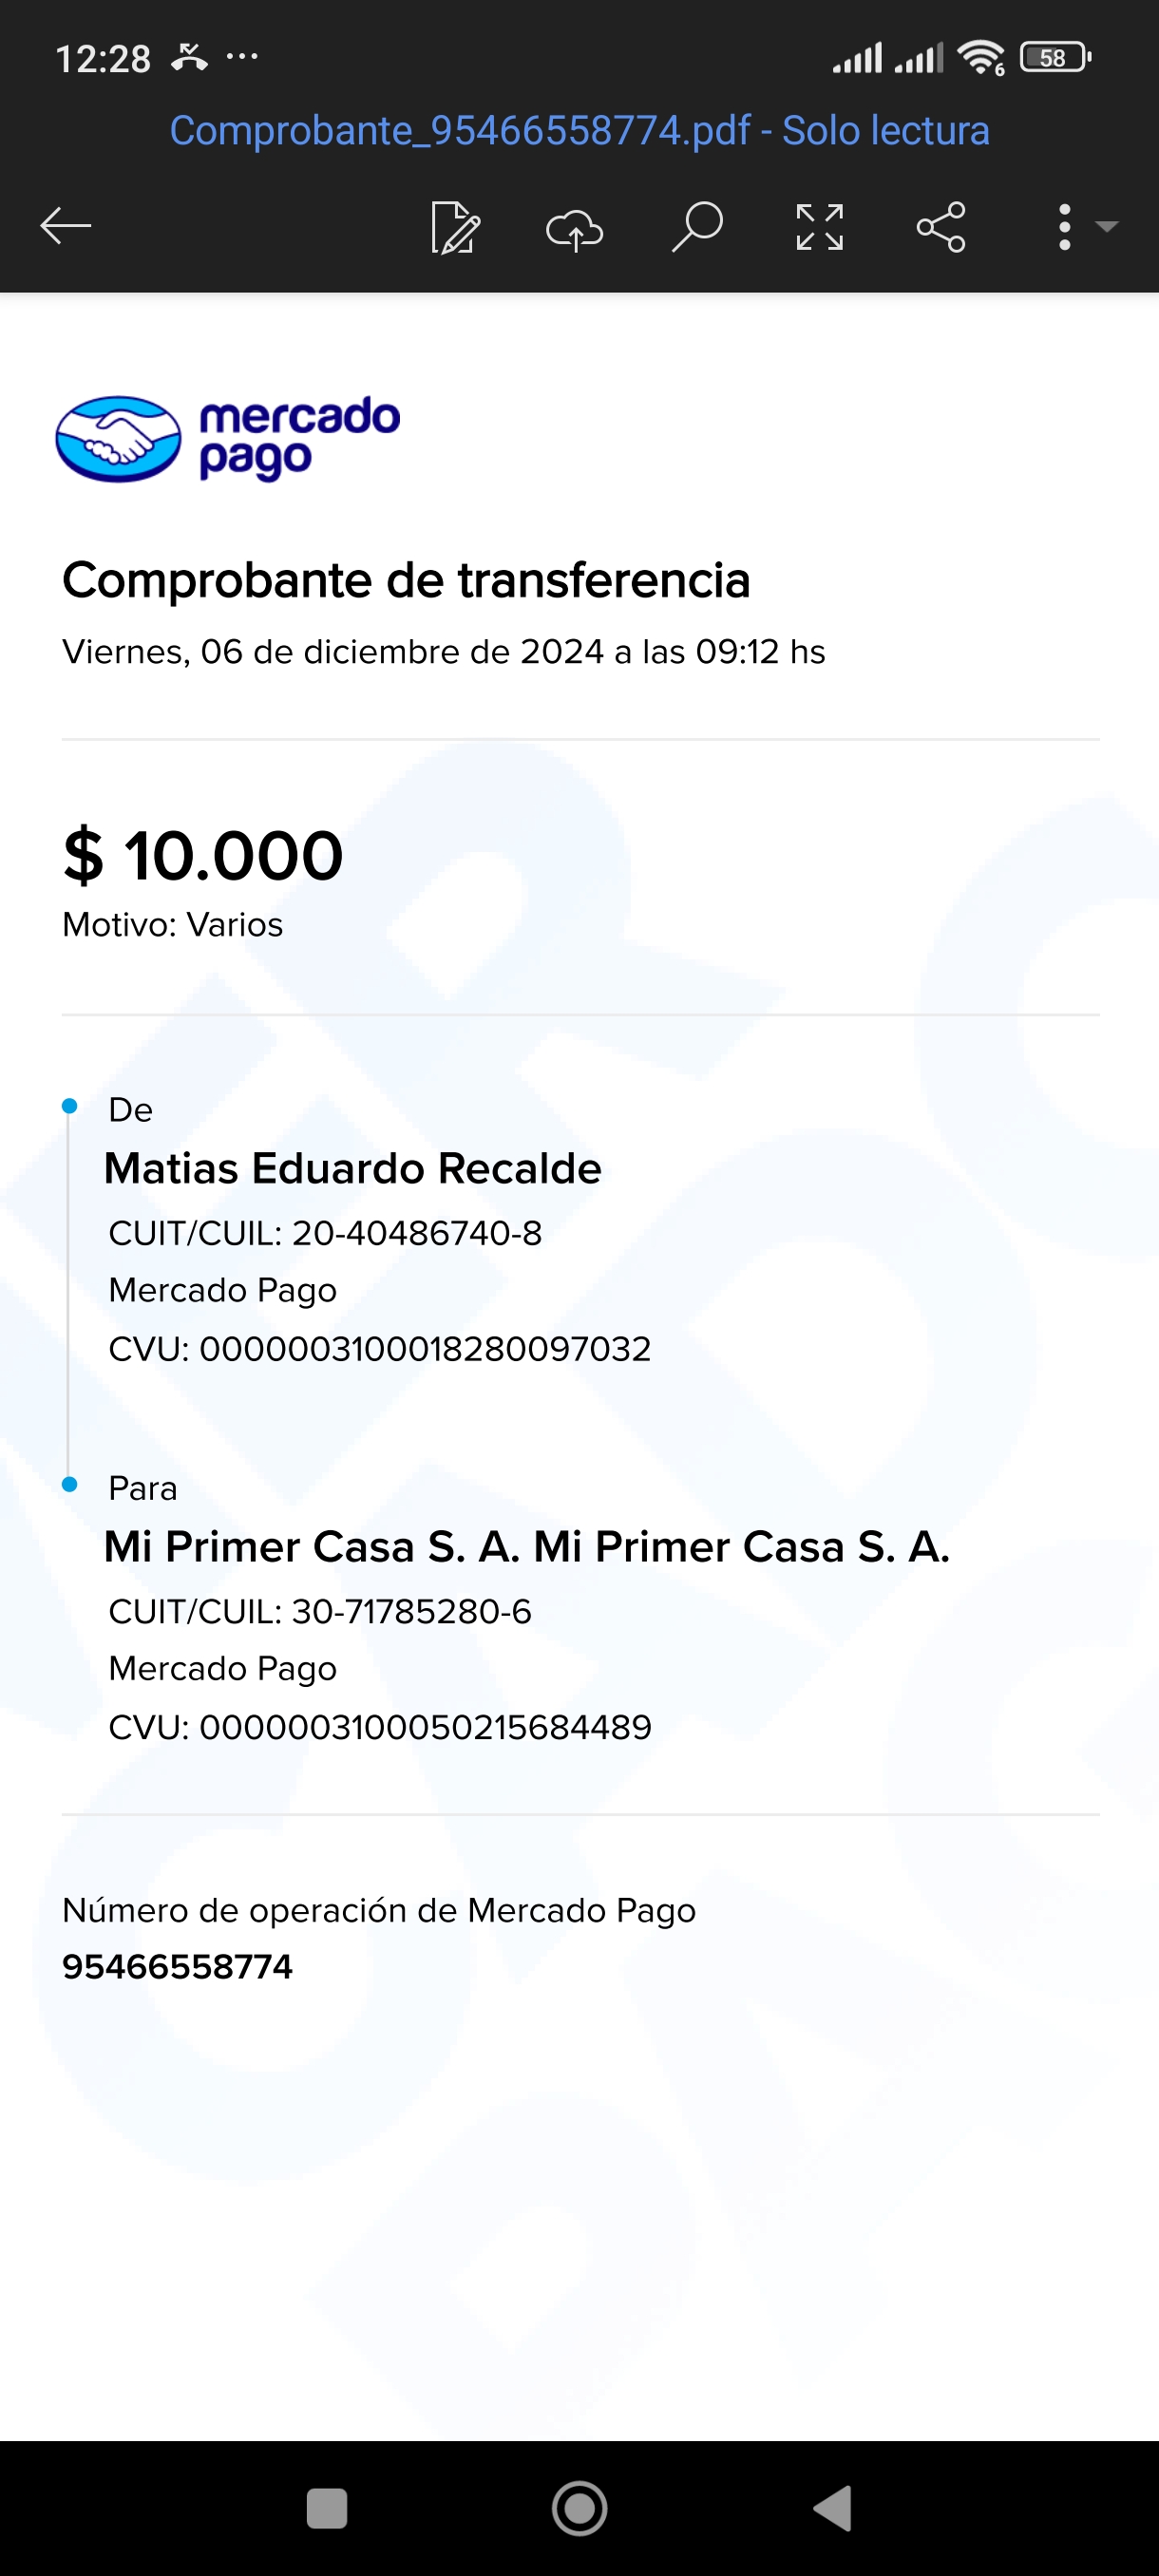 12:28
58
6
Comprobante_95466558774.pdf - Solo lectura
mercado
pago
Comprobante de transferencia
Viernes, 06 de diciembre de 2024 a las 09:12 hs
$ 10.000
Motivo: Varios
De
Matias Eduardo Recalde
CUIT/CUIL: 20-40486740-8
Mercado Pago
CVU: 0000003100018280097032
Para
Mi Primer Casa S. A. Mi Primer Casa S. A.
CUIT/CUIL: 30-71785280-6
Mercado Pago
CVU: 0000003100050215684489
Número de operación de Mercado Pago
95466558774